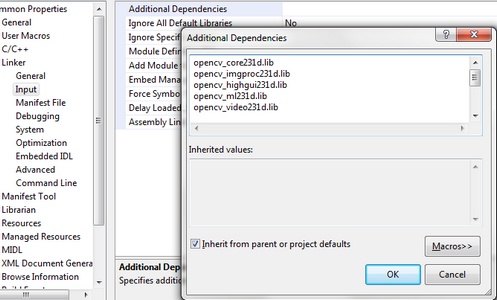 mmon Properties
General
User Macros
C/C++
Linker
General
Input
Manifest File
Debugging
System
Optimization
Embedded IDL
Advanced
Command Line
Manifest Tool
Librarian
Resources
Managed Resources
MIDL
XML Document Genera
Browse Information
Additional Dependencies
Ignore All Default Libraries No
Ignore Specif
Module Defin
Add Module
Embed Mana
Force Symbo
Delay Loaded
Assembly Lin
Additional Dep
Specifies additio
Additional Dependencies
opencv_core231d.lib
opencv_imgproc231d.lib
opencv_highgui231d.lib
opencv_ml231d.lib
opencv_video231d.lib
Inherited values:
Inherit from parent or project defaults
Macros>>
OK
Cancel